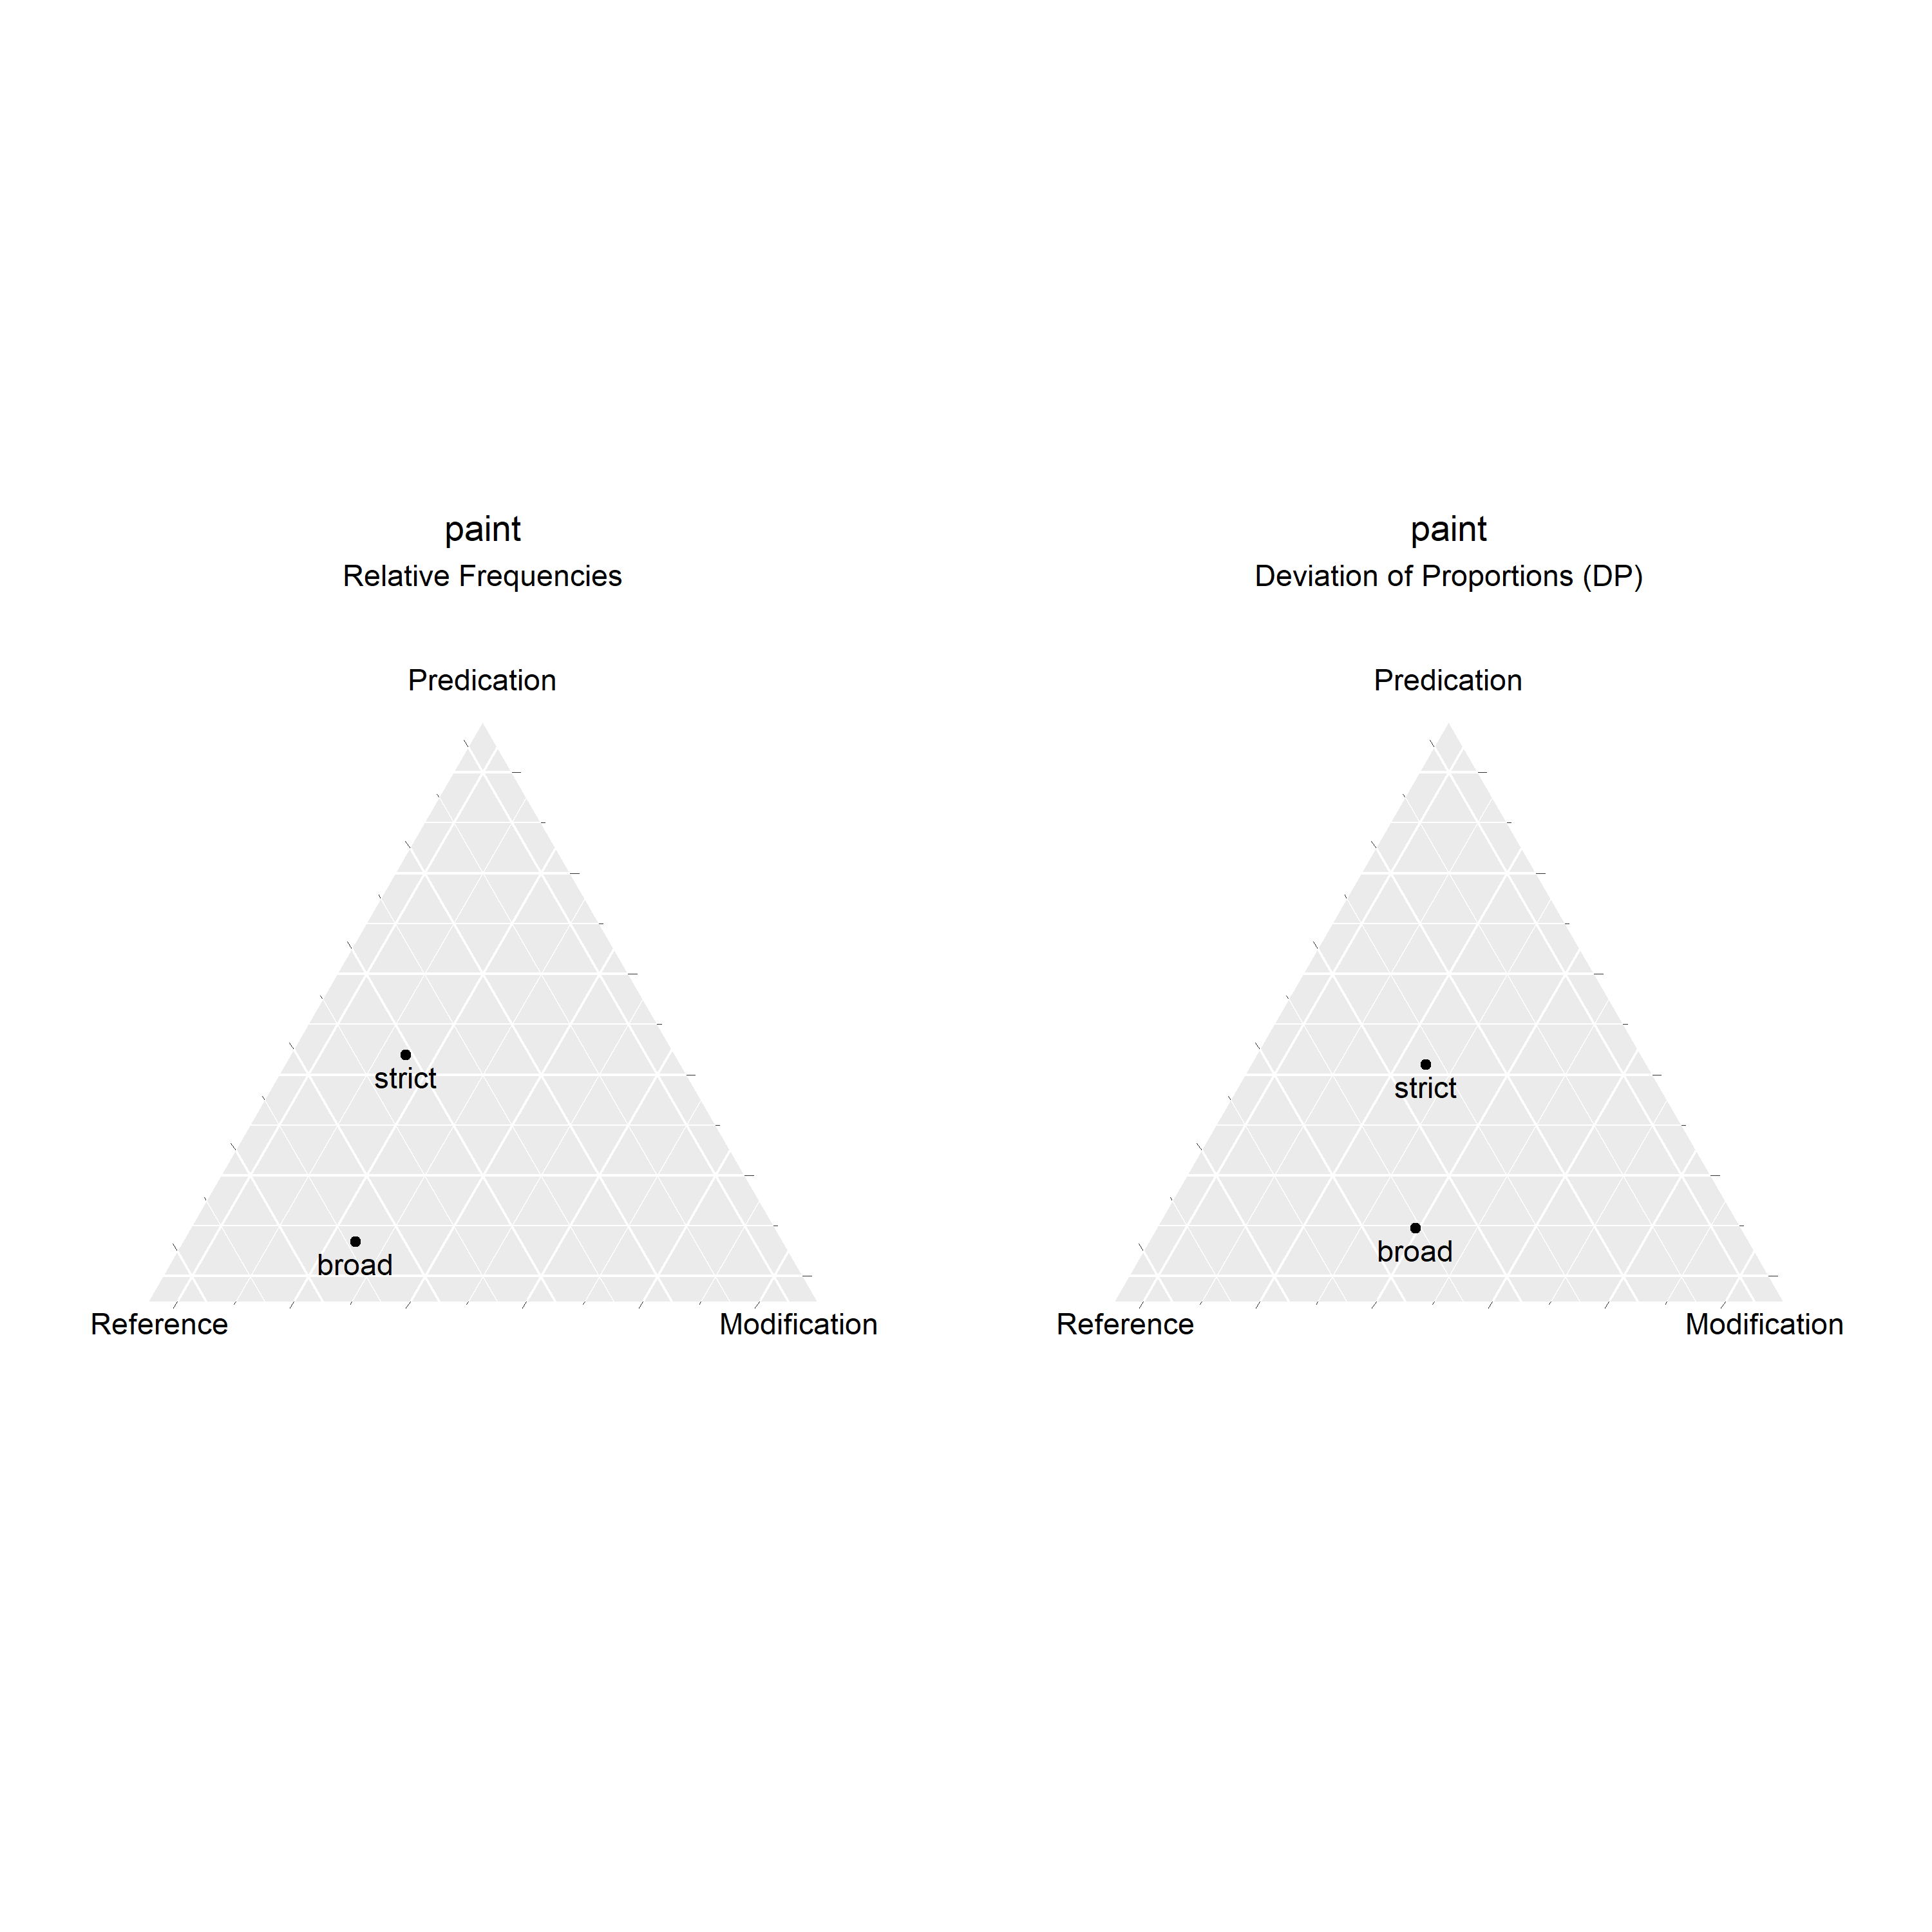 paint
Relative Frequencies
Predication
strict
broad
Reference
Modification
paint
Deviation of Proportions (DP)
Predication
strict
broad
Reference
Modification